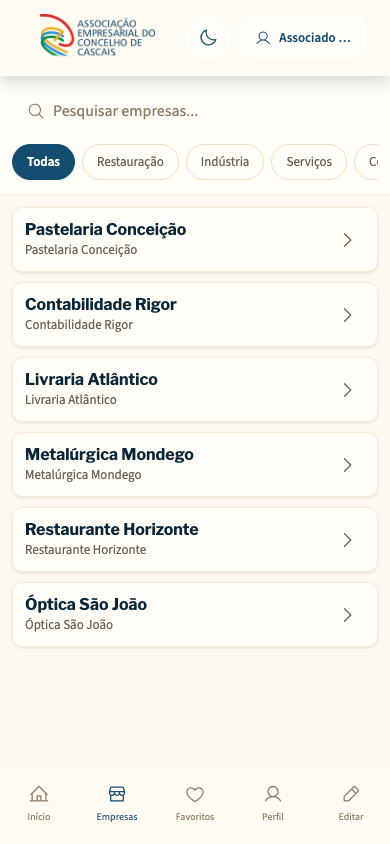 ASSOCIAÇÃO
EMPRESARIAL DO
CONCELHO DE
CASCAIS
Associado ...
Pesquisar empresas...
Todas
Restauração
Indústria
Serviços
Pastelaria Conceição
Pastelaria Conceição
Contabilidade Rigor
Contabilidade Rigor
Livraria Atlântico
Livraria Atlântico
Metalúrgica Mondego
Metalúrgica Mondego
Restaurante Horizonte
Restaurante Horizonte
Óptica São João
Óptica São João
Início
Empresas
Favoritos
Perfil
Editar